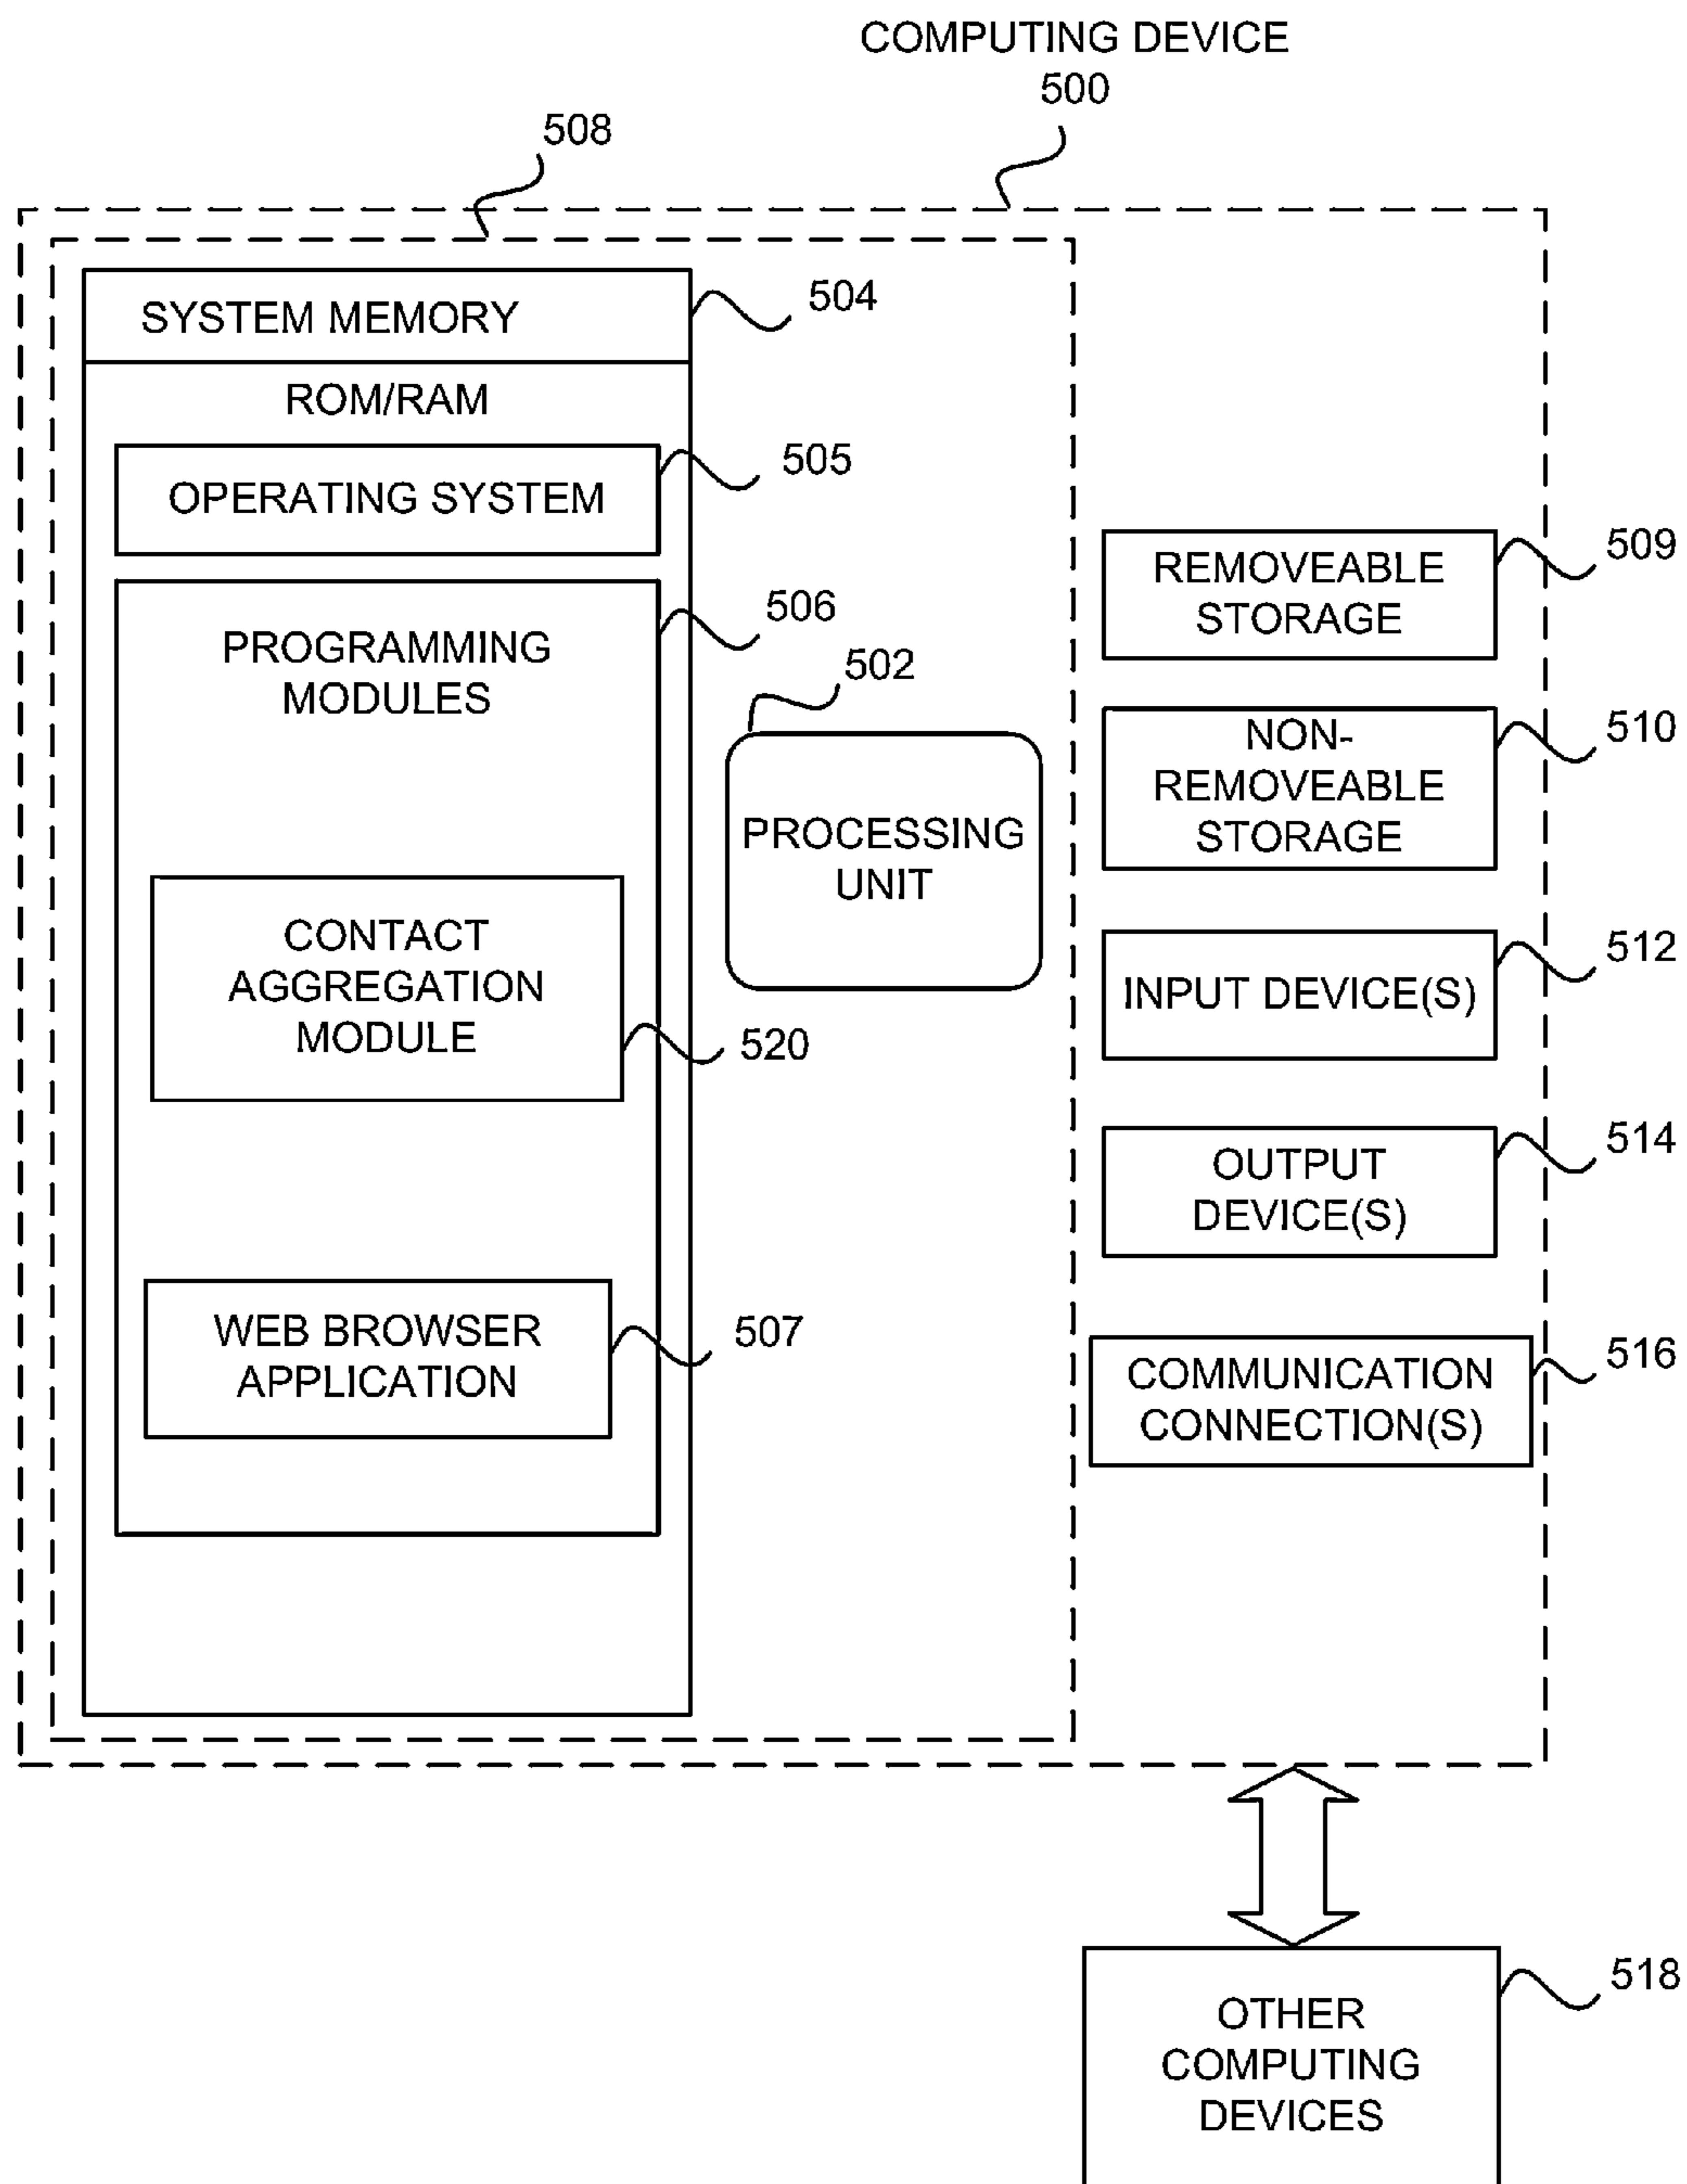 COMPUTING DEVICE
500
508
SYSTEM MEMORY
504
ROM/RAM
OPERATING SYSTEM
505
PROGRAMMING
MODULES
506
502
PROCESSING
UNIT
CONTACT
AGGREGATION
MODULE
520
WEB BROWSER
APPLICATION
507
REMOVEABLE
STORAGE
509
NON-
REMOVEABLE
STORAGE
510
INPUT DEVICE(S)
512
OUTPUT
DEVICE(S)
514
COMMUNICATION
CONNECTION(S)
516
OTHER
COMPUTING
DEVICES
518